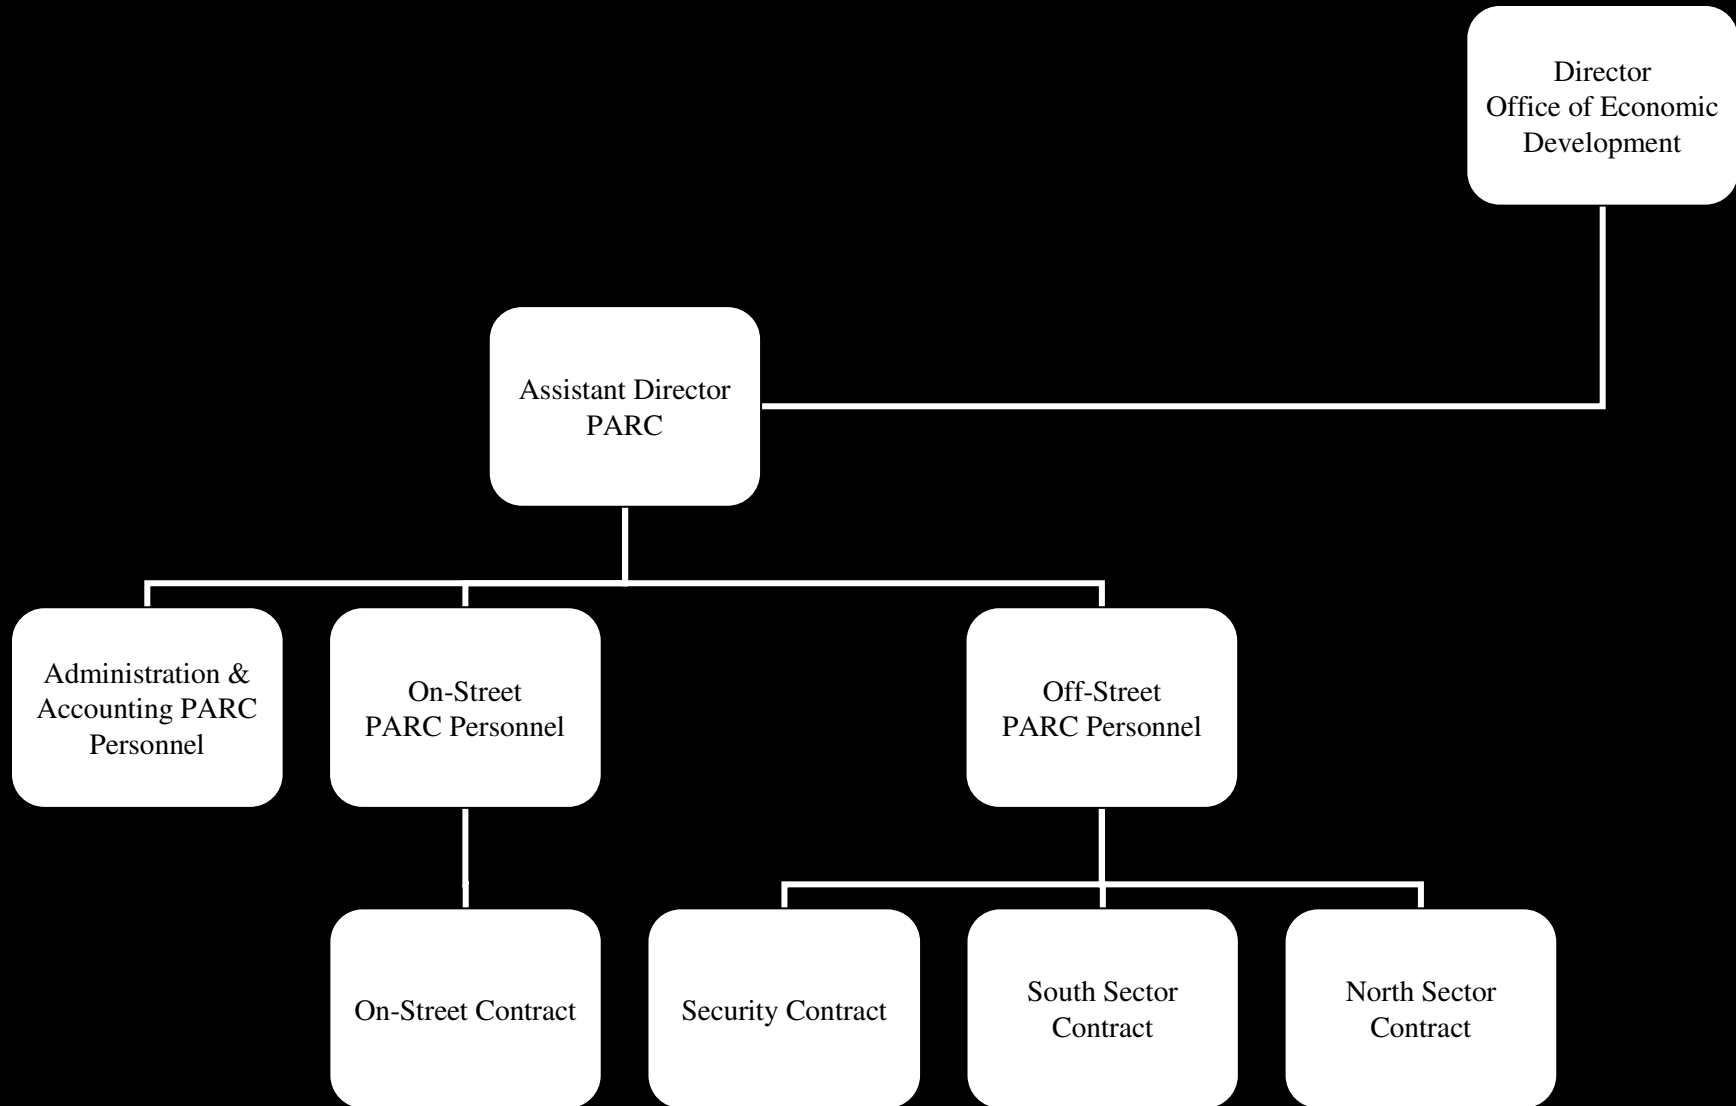 Director
Office of Economic
Development
Assistant Director
PARC
Administration &
Accounting PARC
Personnel
On-Street
PARC Personnel
Off-Street
PARC Personnel
On-Street Contract
Security Contract
South Sector
Contract
North Sector
Contract